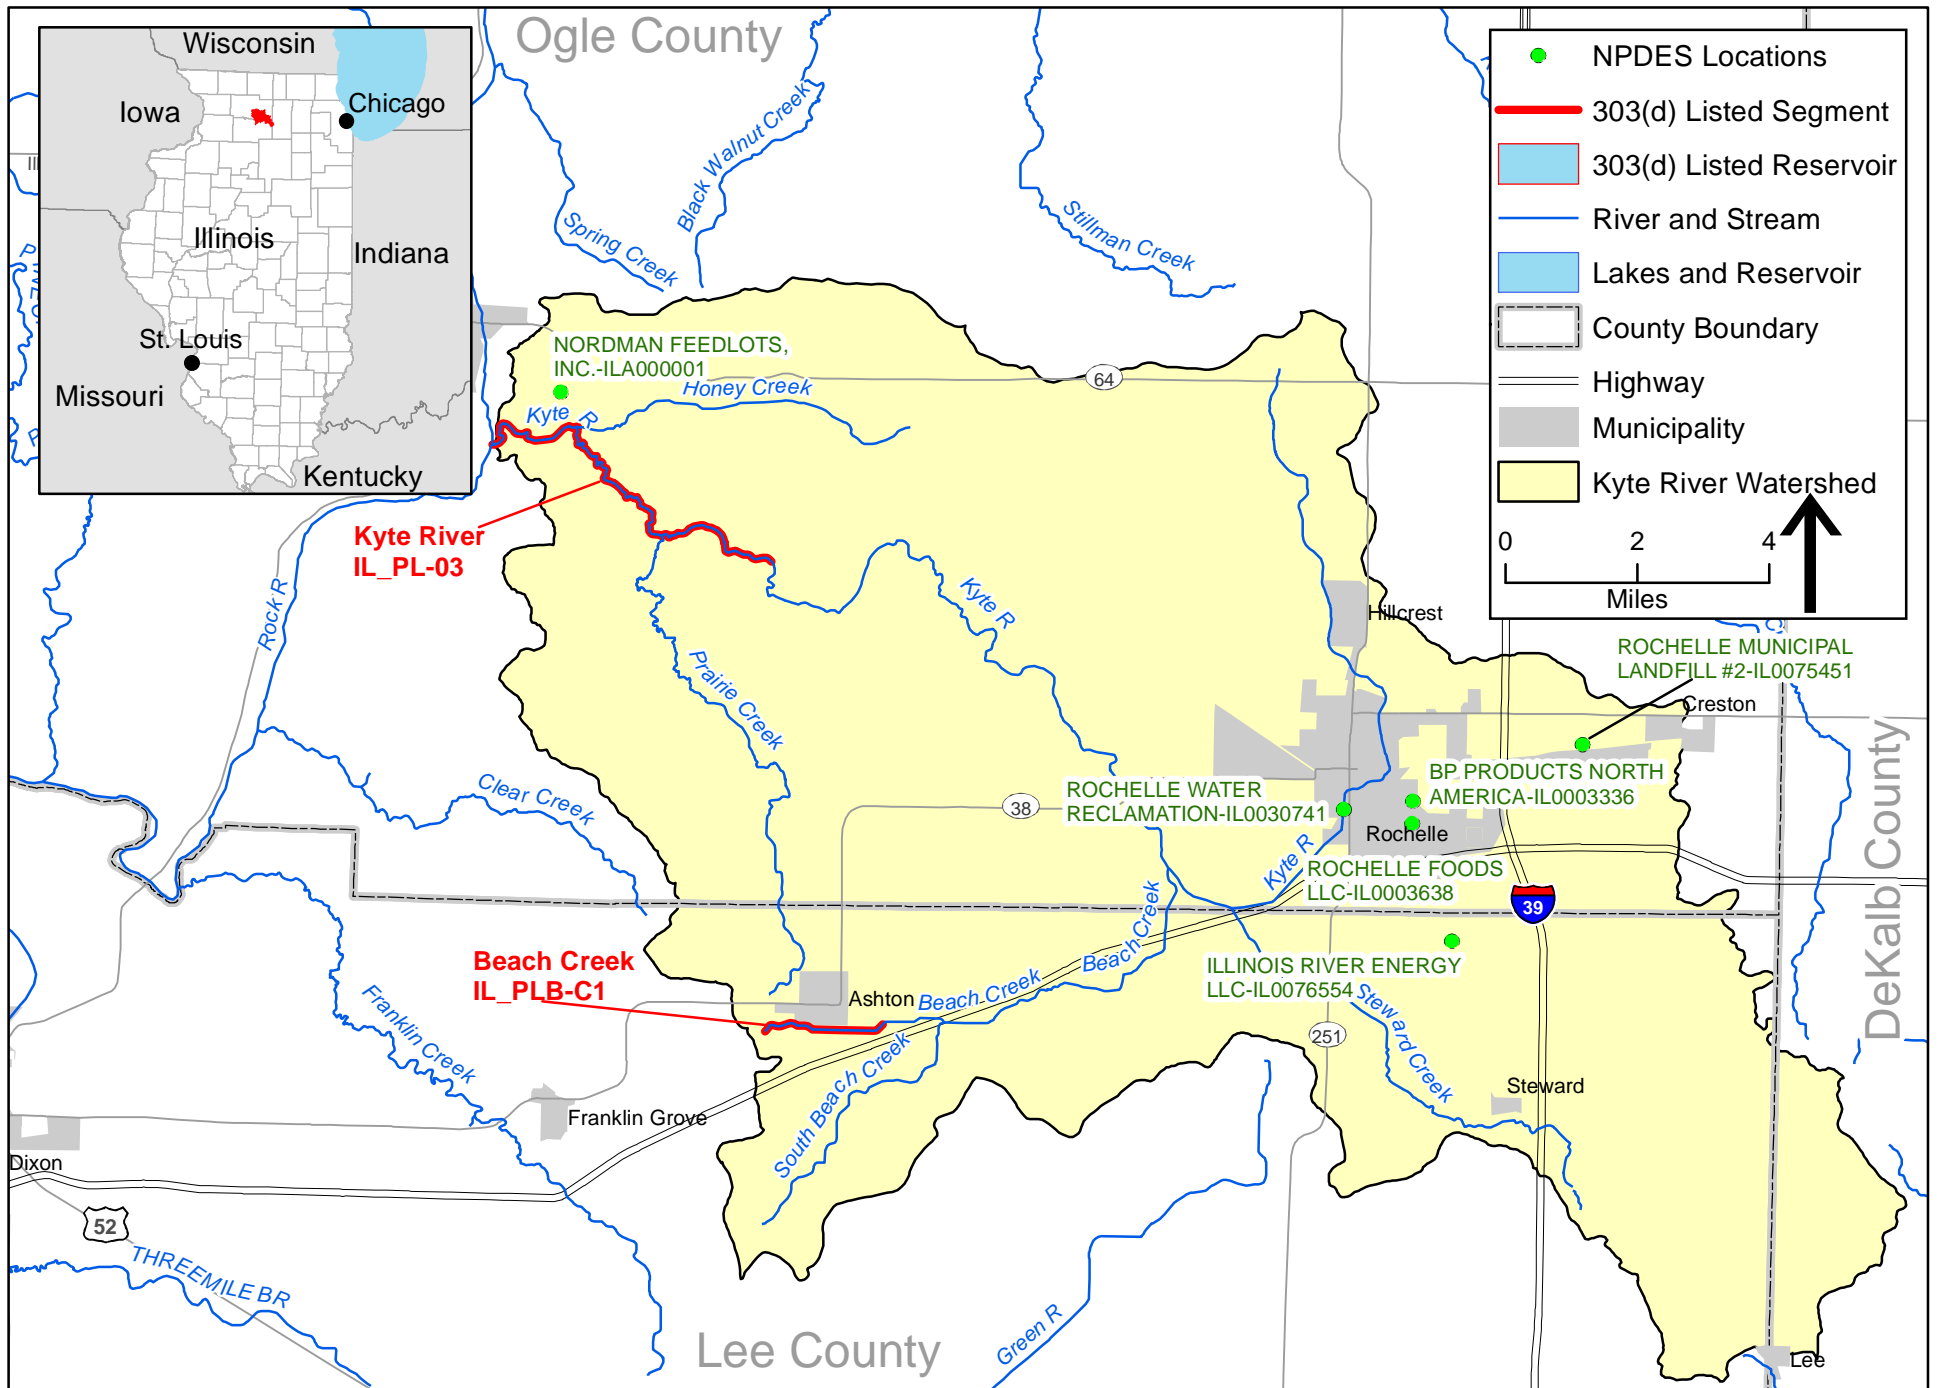 Ogle County
Wisconsin
Iowa
Chicago
Illinois
Indiana
St. Louis
Missouri
Kentucky
NPDES Locations
303(d) Listed Segment
303(d) Listed Reservoir
River and Stream
Lakes and Reservoir
County Boundary
Highway
Municipality
Kyte River Watershed
0 2 4
Miles
Black Walnut Creek
Spring Creek
Stillman Creek
NORDMAN FEEDLOTS,
INC.-ILA000001
Honey Creek
64
Kyte R
Kyte River
IL_PL-03
Rock R
Kyte R
Hillcrest
Prairie Creek
ROCHELLE MUNICIPAL
LANDFILL #2-IL0075451
Creston
Clear Creek
38
ROCHELLE WATER
RECLAMATION-IL0030741
BP PRODUCTS NORTH
AMERICA-IL0003336
Rochelle
Kyte R
ROCHELLE FOODS
LLC-IL0003638
39
DeKalb County
Beach Creek
IL_PLB-C1
Ashton
Beach Creek
Beach Creek
ILLINOIS RIVER ENERGY
LLC-IL0076554
Steward Creek
251
Franklin Creek
South Beach Creek
Steward
Franklin Grove
Dixon
52
THREEMILE BR
Lee County
Green R
Lee